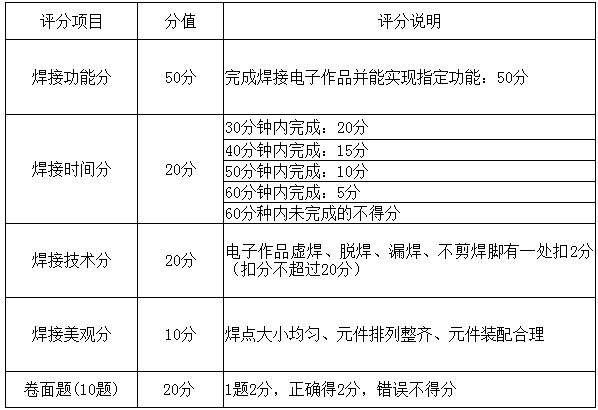 评分项目 分值 评分说明
焊接功能分 50分 完成焊接电子作品并能实现指定功能：50分
焊接时间分 20分 30分钟内完成：20分
40分钟内完成：15分
50分钟内完成：10分
60分钟内完成：5分
60分种内未完成的不得分
焊接技术分 20分 电子作品虚焊、脱焊、漏焊、不剪焊脚有一处扣2分
（扣分不超过20分）
焊接美观分 10分 焊点大小均匀、元件排列整齐、元件装配合理
卷面题(10题) 20分 1题2分，正确得2分，错误不得分